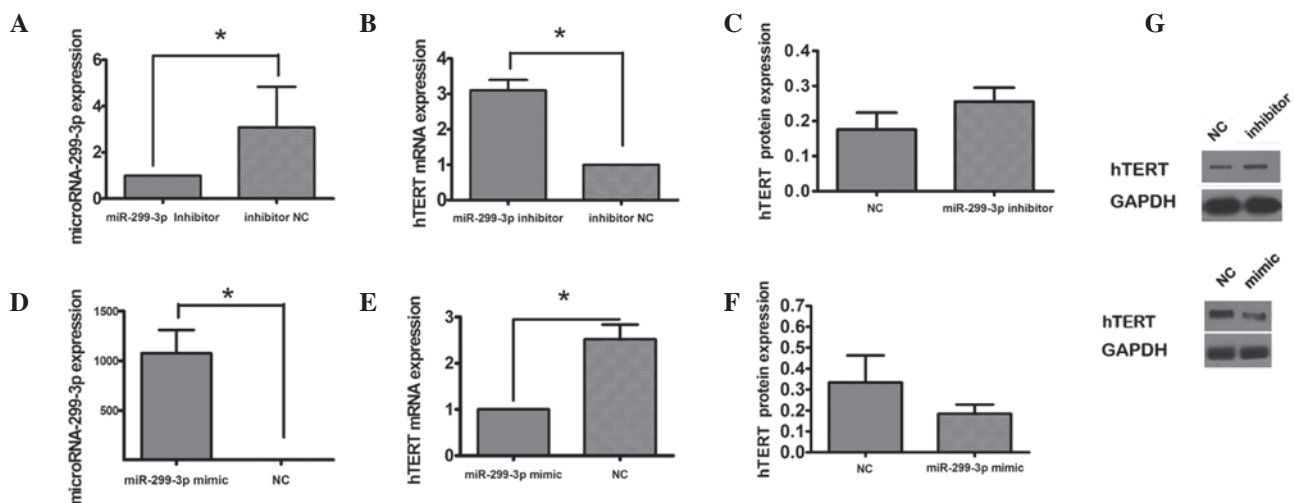 A
microRNA-299-3p expression
6
4
2
0
*
miR-299-3p Inhibitor
inhibitor NC
B
hTERT mRNA expression
4
3
2
1
0
*
miR-299-3p inhibitor
inhibitor NC
C
hTERT protein expression
0.4
0.3
0.2
0.1
0.0
NC
miR-299-3p inhibitor
G
NC
inhibitor
hTERT
GAPDH
NC
mimic
hTERT
GAPDH
D
microRNA-299-3p expression
1500
1000
500
*
miR-299-3p mimic
NC
E
hTERT mRNA expression
3
2
1
0
*
miR-299-3p mimic
NC
F
hTERT protein expression
0.7
0.6
0.5
0.4
0.3
0.2
0.1
0.0
NC
miR-299-3p mimic